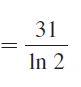 = 31 / ln 2